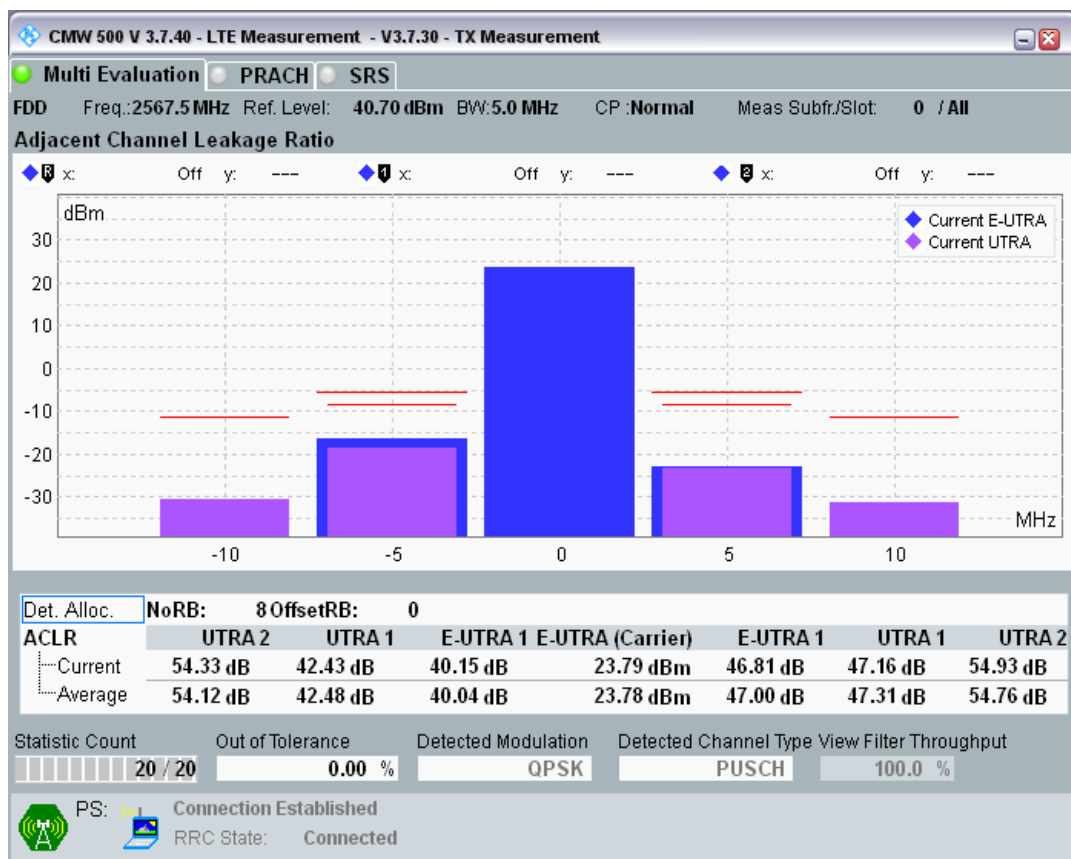 CMW 500 V 3.7.40 - LTE Measurement - V3.7.30 - TX Measurement
Multi Evaluation PRACH SRS
FDD Freq.:2567.5 MHz Ref. Level: 40.70 dBm BW:5.0 MHz CP :Normal Meas Subfr./Slot: 0 / All
Adjacent Channel Leakage Ratio
R x: Off y: --- 1 x: Off y: --- 2 x: Off y: ---
dBm
Current E-UTRA
Current UTRA
30
20
10
0
-10
-20
-30
MHz
-10 -5 0 5 10
Det. Alloc. NoRB: 8 OffsetRB: 0
ACLR UTRA 2 UTRA 1 E-UTRA 1 E-UTRA (Carrier) E-UTRA 1 UTRA 1 UTRA 2
Current 54.33 dB 42.43 dB 40.15 dB 23.79 dBm 46.81 dB 47.16 dB 54.93 dB
Average 54.12 dB 42.48 dB 40.04 dB 23.78 dBm 47.00 dB 47.31 dB 54.76 dB
Statistic Count Out of Tolerance Detected Modulation Detected Channel Type View Filter Throughput
20 / 20 0.00 % QPSK PUSCH 100.0 %
PS: Connection Established
RRC State: Connected